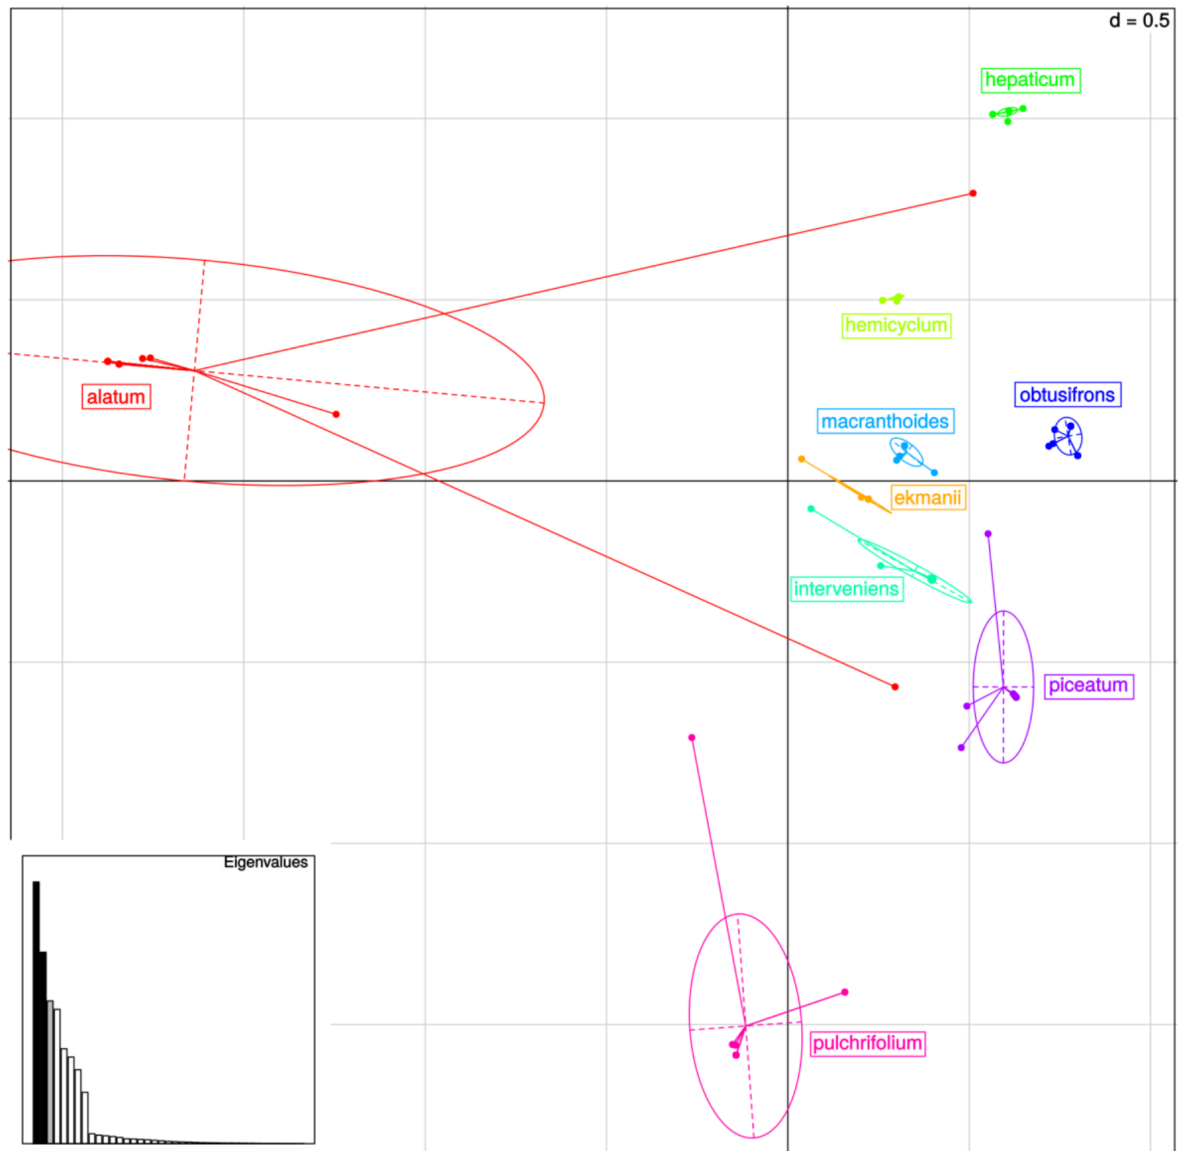 d = 0.5
hepaticum
hemicyclum
alatum
obtusifrons
macranthoides
ekmanii
interveniens
piceatum
Eigenvalues
pulchrifolium